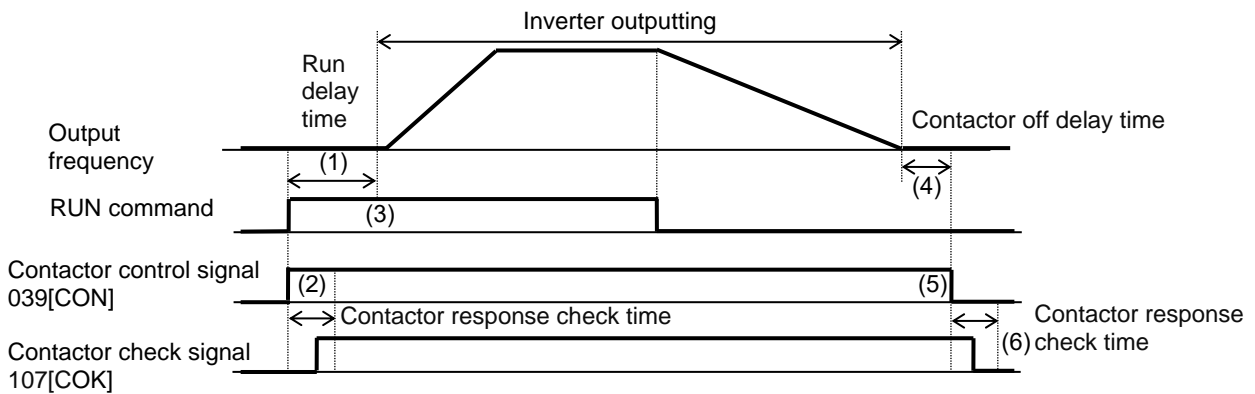 Inverter outputting
Run
delay
time
Contactor off delay time
Output
frequency
(1)
(4)
RUN command
(3)
Contactor control signal
039[CON]
(2)
(5)
Contactor response check time
Contactor response
(6) check time
Contactor check signal
107[COK]